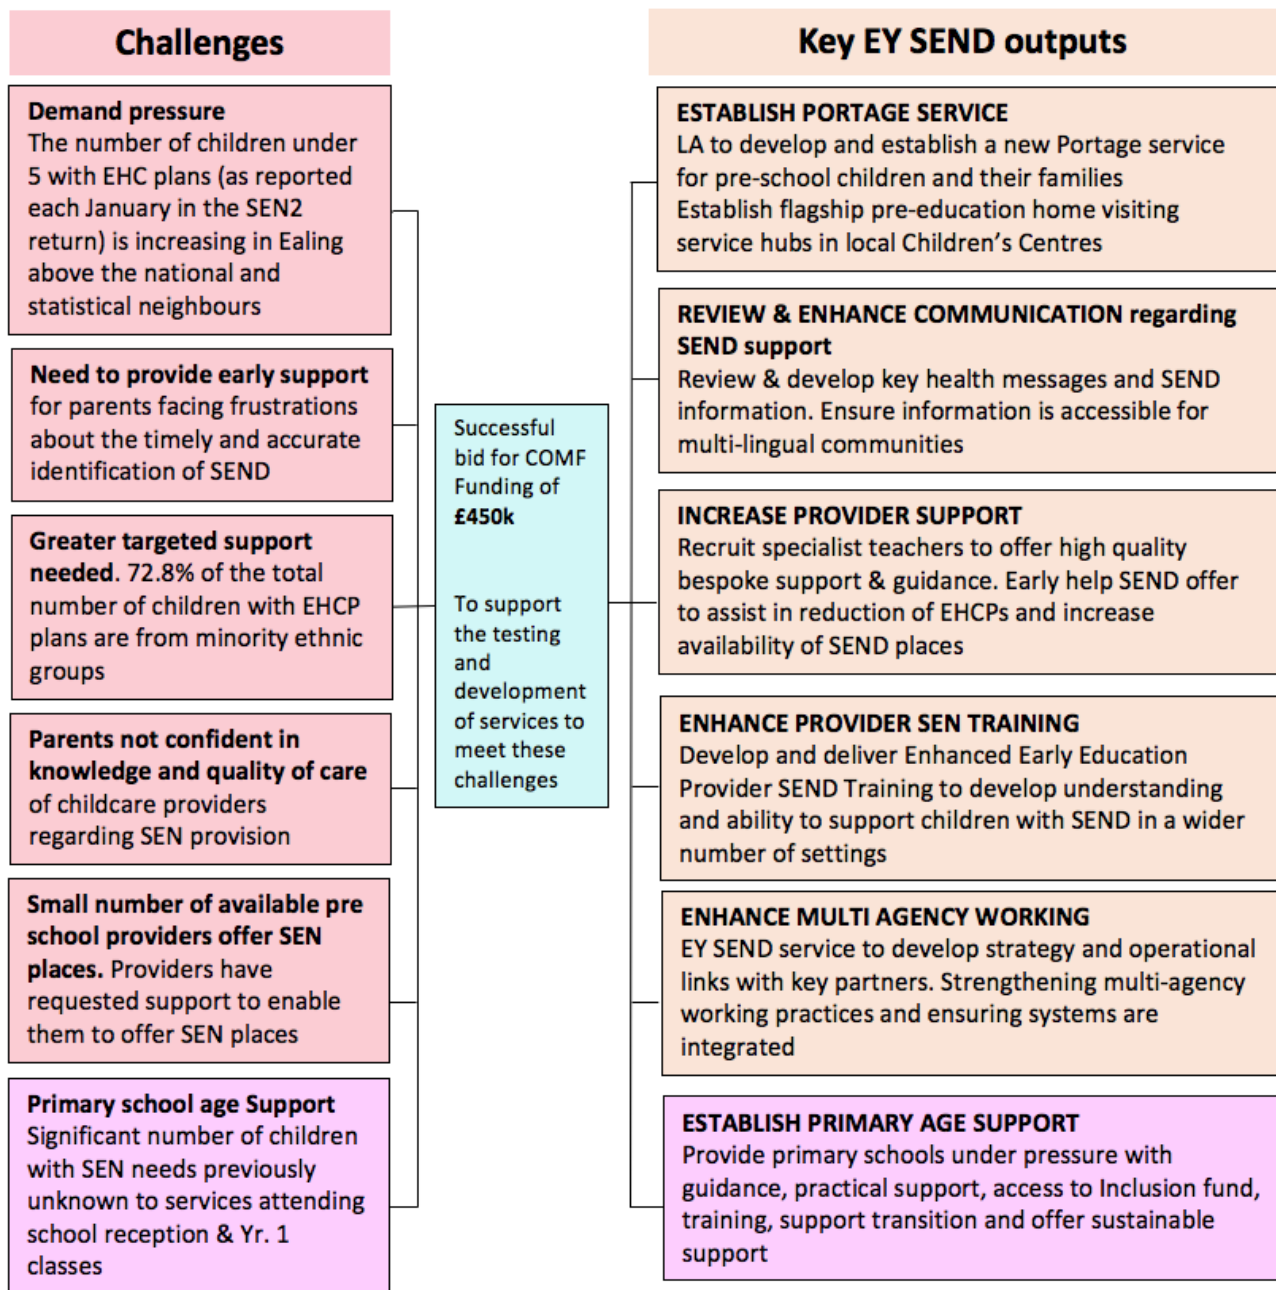 Challenges
Demand pressure
The number of children under
5 with EHC plans (as reported
each January in the SEN2
return) is increasing in Ealing
above the national and
statistical neighbours
Need to provide early support
for parents facing frustrations
about the timely and accurate
identification of SEND
Greater targeted support
needed. 72.8% of the total
number of children with EHCP
plans are from minority ethnic
groups
Parents not confident in
knowledge and quality of care
of childcare providers
regarding SEN provision
Small number of available pre
school providers offer SEN
places. Providers have
requested support to enable
them to offer SEN places
Primary school age Support
Significant number of children
with SEN needs previously
unknown to services attending
school reception & Yr. 1
classes
Successful
bid for COMF
Funding of
£450k
To support
the testing
and
development
of services to
meet these
challenges
Key EY SEND outputs
ESTABLISH PORTAGE SERVICE
LA to develop and establish a new Portage service
for pre-school children and their families
Establish flagship pre-education home visiting
service hubs in local Children’s Centres
REVIEW & ENHANCE COMMUNICATION regarding
SEND support
Review & develop key health messages and SEND
information. Ensure information is accessible for
multi-lingual communities
INCREASE PROVIDER SUPPORT
Recruit specialist teachers to offer high quality
bespoke support & guidance. Early help SEND offer
to assist in reduction of EHCPs and increase
availability of SEND places
ENHANCE PROVIDER SEN TRAINING
Develop and deliver Enhanced Early Education
Provider SEND Training to develop understanding
and ability to support children with SEND in a wider
number of settings
ENHANCE MULTI AGENCY WORKING
EY SEND service to develop strategy and operational
links with key partners. Strengthening multi-agency
working practices and ensuring systems are
integrated
ESTABLISH PRIMARY AGE SUPPORT
Provide primary schools under pressure with
guidance, practical support, access to Inclusion fund,
training, support transition and offer sustainable
support